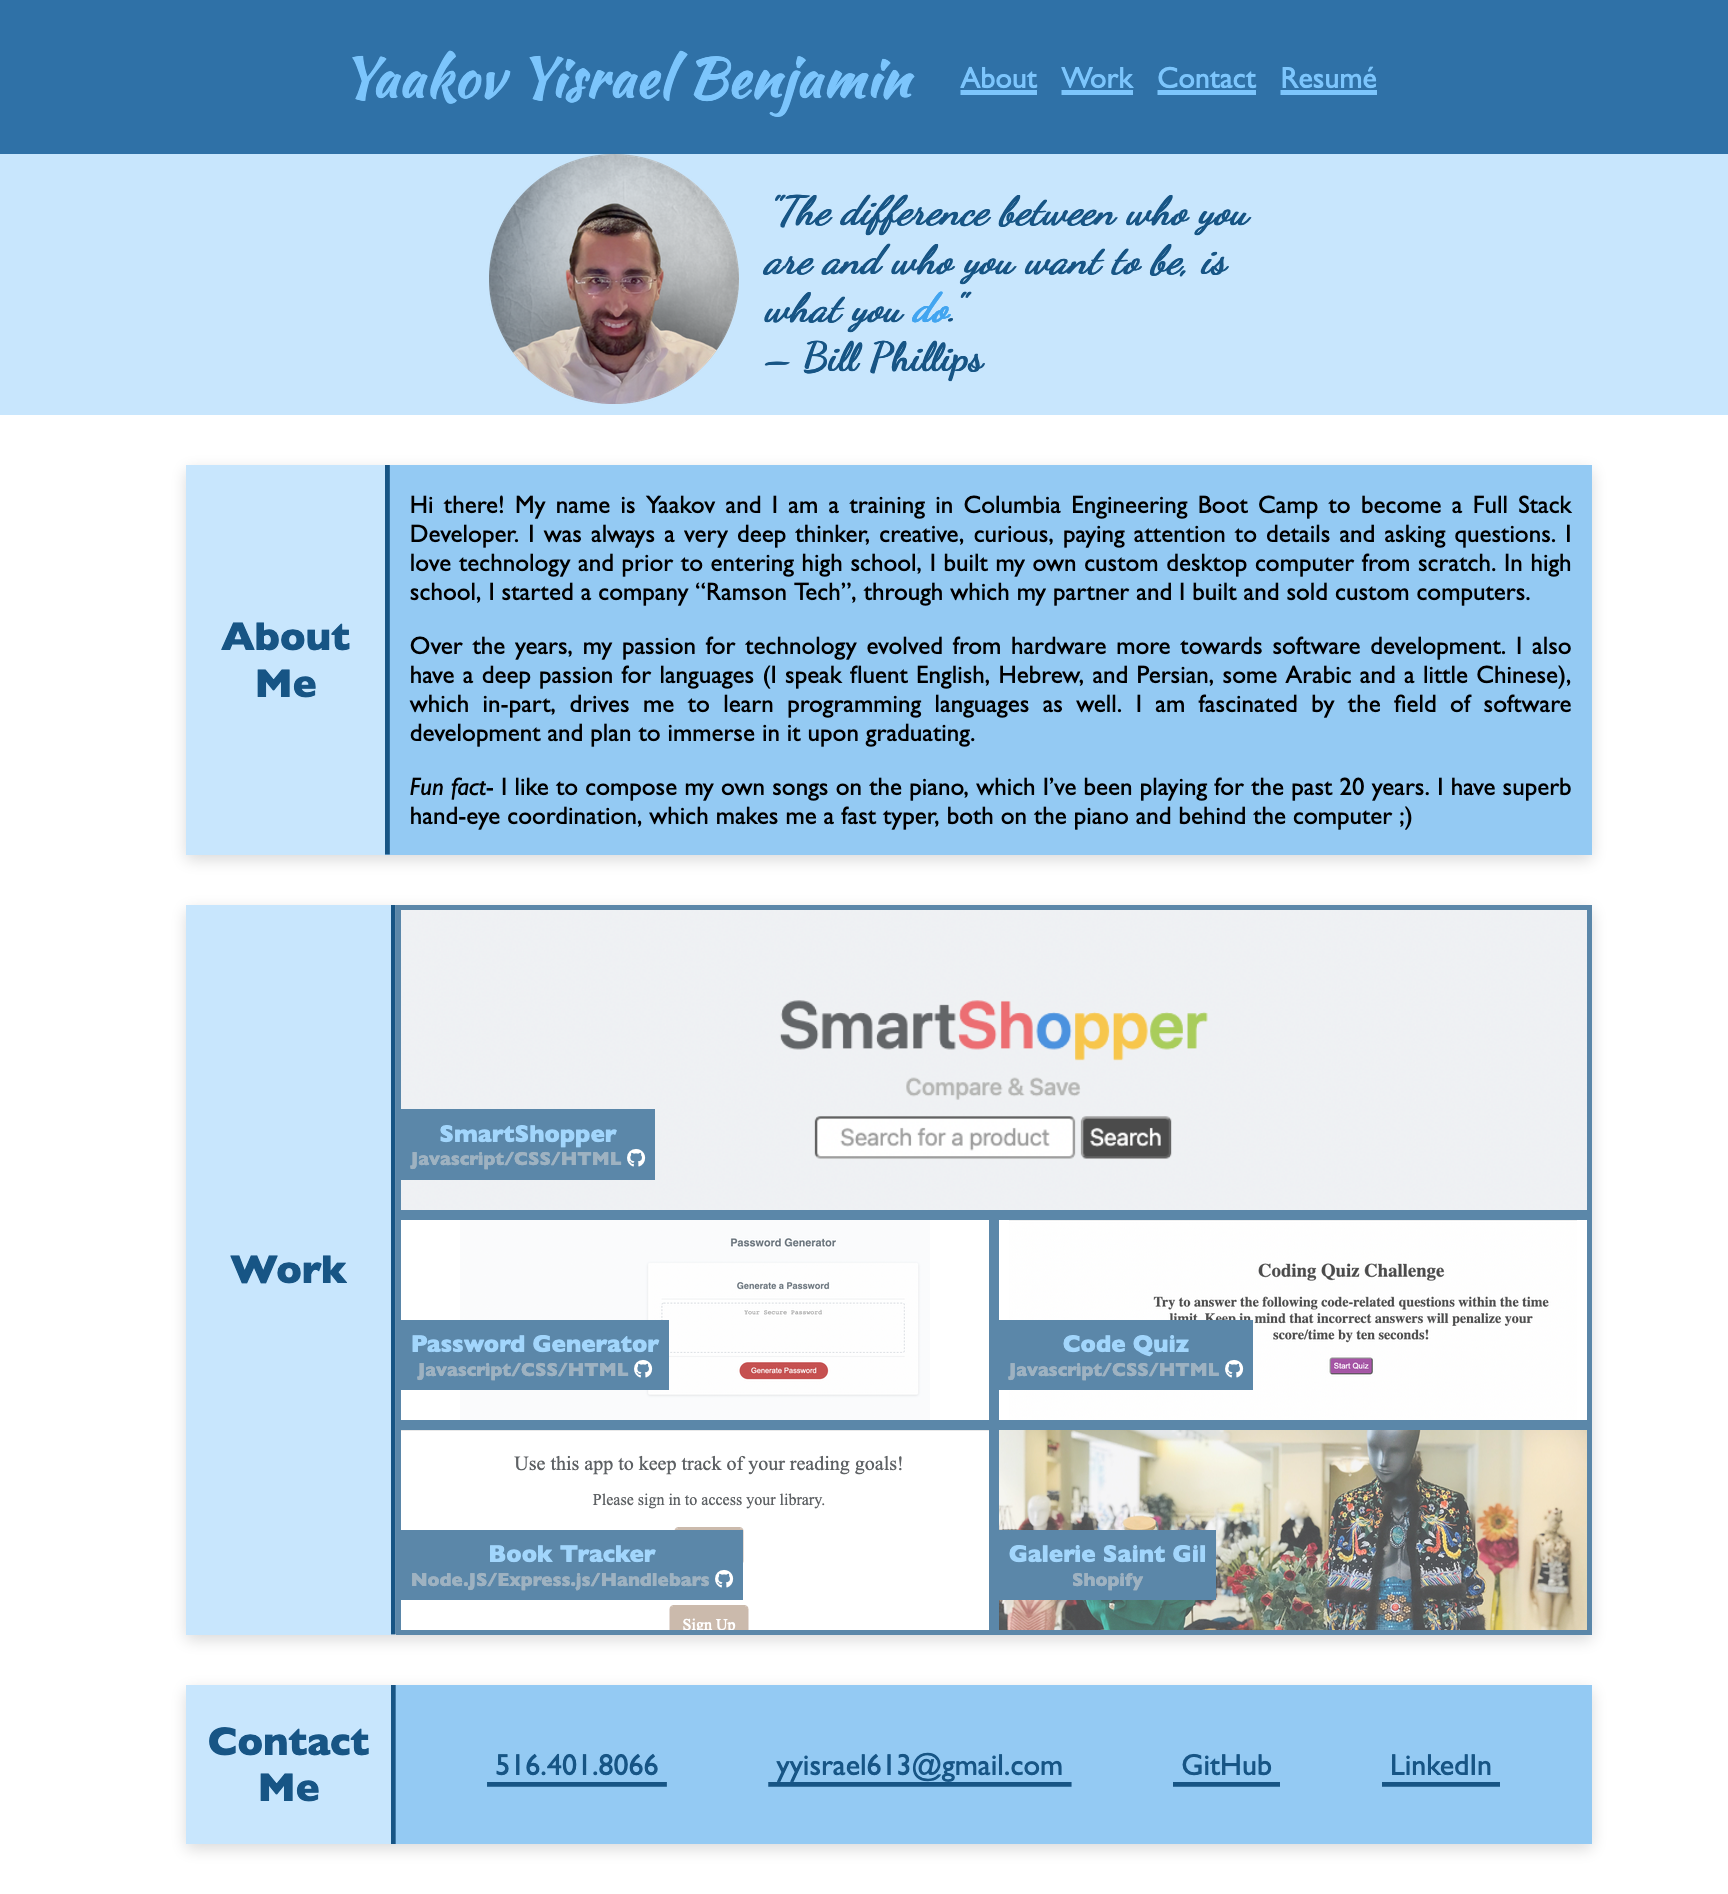 Yaakov Yisrael Benjamin
About Work Contact Resumé
"The difference between who you
are and who you want to be, is
what you do."
– Bill Phillips
About
Me
Hi there! My name is Yaakov and I am a training in Columbia Engineering Boot Camp to become a Full Stack
Developer. I was always a very deep thinker, creative, curious, paying attention to details and asking questions. I
love technology and prior to entering high school, I built my own custom desktop computer from scratch. In high
school, I started a company “Ramson Tech”, through which my partner and I built and sold custom computers.
Over the years, my passion for technology evolved from hardware more towards software development. I also
have a deep passion for languages (I speak fluent English, Hebrew, and Persian, some Arabic and a little Chinese),
which in-part, drives me to learn programming languages as well. I am fascinated by the field of software
development and plan to immerse in it upon graduating.
Fun fact- I like to compose my own songs on the piano, which I’ve been playing for the past 20 years. I have superb
hand-eye coordination, which makes me a fast typer, both on the piano and behind the computer ;)
Work
SmartShopper
Compare & Save
Search for a product Search
SmartShopper
Javascript/CSS/HTML
Password Generator
Generate a Password
Your Secure Password
Generate Password
Password Generator
Javascript/CSS/HTML
Coding Quiz Challenge
Try to answer the following code-related questions within the time
limit. Keep in mind that incorrect answers will penalize your
score/time by ten seconds!
Start Quiz
Code Quiz
Javascript/CSS/HTML
Use this app to keep track of your reading goals!
Please sign in to access your library.
Book Tracker
Node.JS/Express.js/Handlebars
Sign Up
Galerie Saint Gil
Shopify
Contact
Me
516.401.8066
yyisrael613@gmail.com
GitHub
LinkedIn